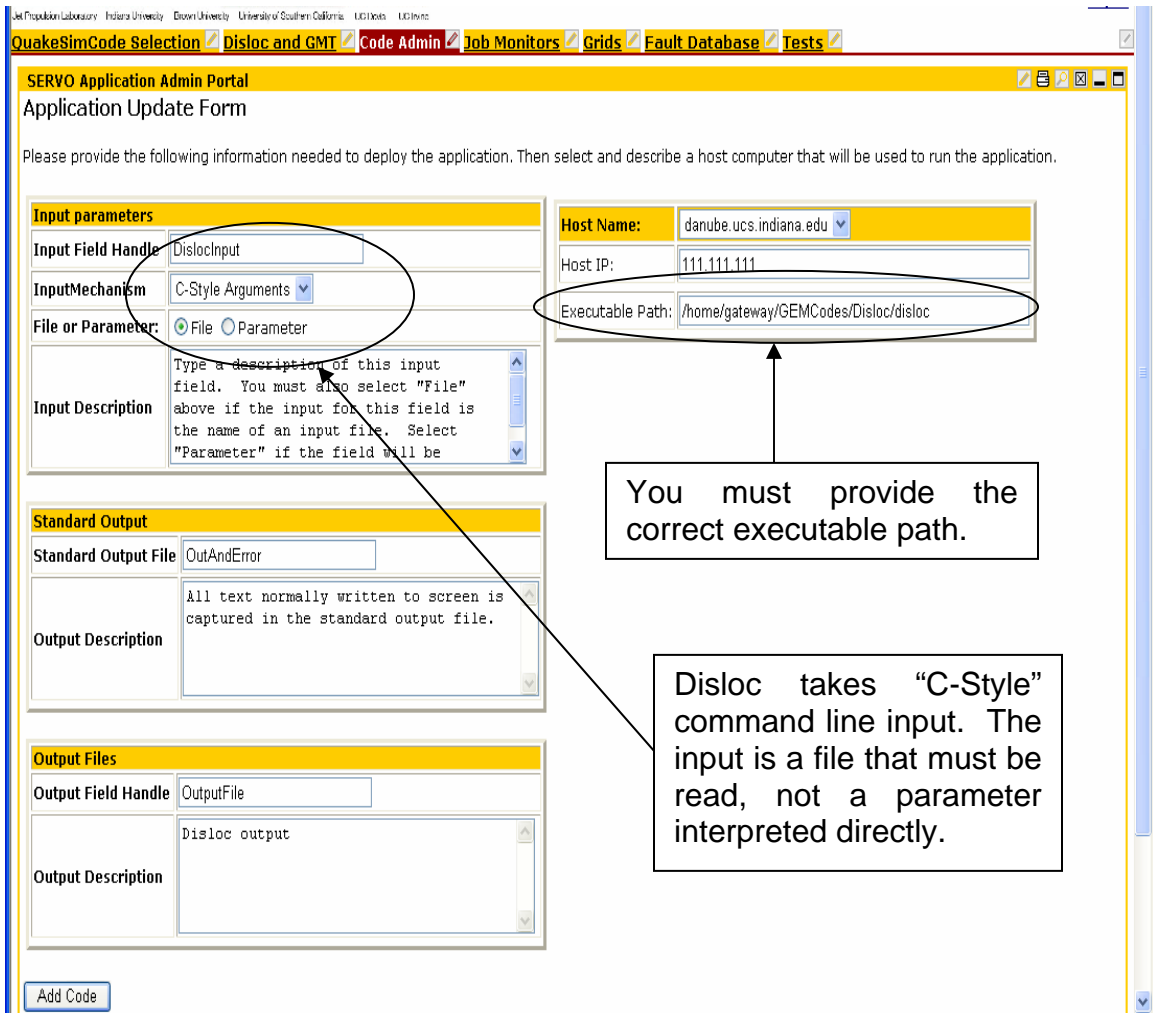 Jet Propulsion Laboratory Indiana University Brown University University of Southern California UC Davis UC Irvine
QuakeSimCode Selection Disloc and GMT Code Admin Job Monitors Grids Fault Database Tests
SERVO Application Admin Portal
Application Update Form
Please provide the following information needed to deploy the application. Then select and describe a host computer that will be used to run the application.
Input parameters
Input Field Handle DislocInput
InputMechanism C-Style Arguments
File or Parameter: File Parameter
Input Description
Type a description of this input
field. You must also select "File"
above if the input for this field is
the name of an input file. Select
"Parameter" if the field will be
Host Name: danube.ucs.indiana.edu
Host IP: 111.111.111
Executable Path: /home/gateway/GEMCodes/Disloc/disloc
You must provide the
correct executable path.
Standard Output
Standard Output File OutAndError
Output Description
All text normally written to screen is
captured in the standard output file.
Disloc takes “C-Style”
command line input. The
input is a file that must be
read, not a parameter
interpreted directly.
Output Files
Output Field Handle OutputFile
Output Description
Disloc output
Add Code